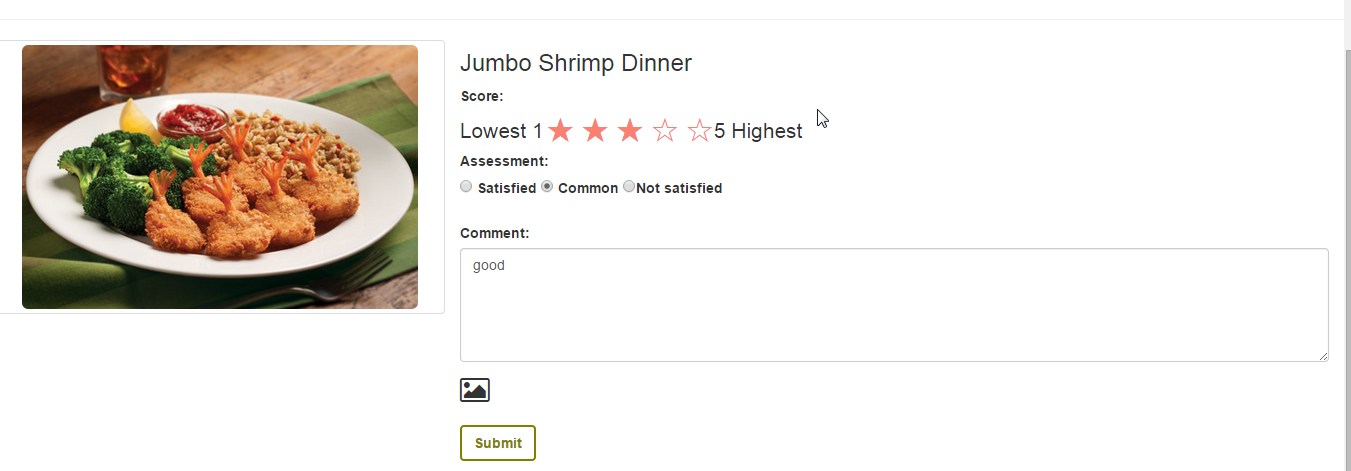 Jumbo Shrimp Dinner
Score:
Lowest 1 ★ ★ ★ ☆ ☆ 5 Highest
Assessment:
Satisfied Common Not satisfied
Comment:
good
Submit